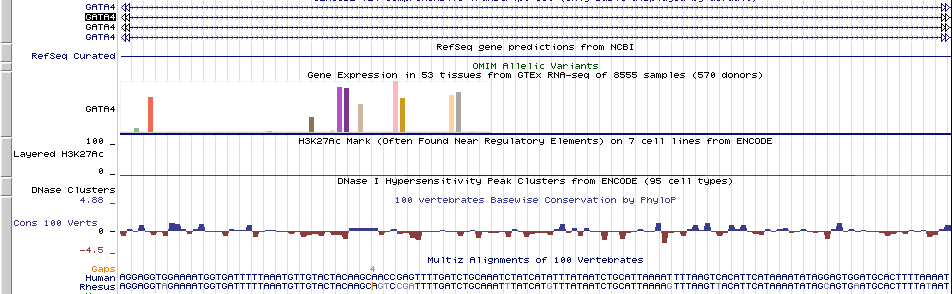 GATA4
GATA4
GATA4
GATA4
RefSeq gene predictions from NCBI
RefSeq Curated
OMIM Allelic Variants
Gene Expression in 53 tissues from GTEx RNA-seq of 8555 samples (570 donors)
GATA4
H3K27Ac Mark (Often Found Near Regulatory Elements) on 7 cell lines from ENCODE
100 _
Layered H3K27Ac
0 _
DNase I Hypersensitivity Peak Clusters from ENCODE (95 cell types)
DNase Clusters
100 vertebrates Basewise Conservation by PhyloP
4.88 _
Cons 100 Verts
0 _
-4.5 _
Multiz Alignments of 100 Vertebrates
Gaps 4
Human AGGAGGTGGAAAATGGTGATTTTTAAATGTTGTACTACAAGCAACCGAGTTTTGATCTGCAAATCTATCATYTTTATAATCTGCATTAAAATTTTAAGTCACATTCATAAAATATAGGAGTGGATGCACTTTTAAAAT
Rhesus